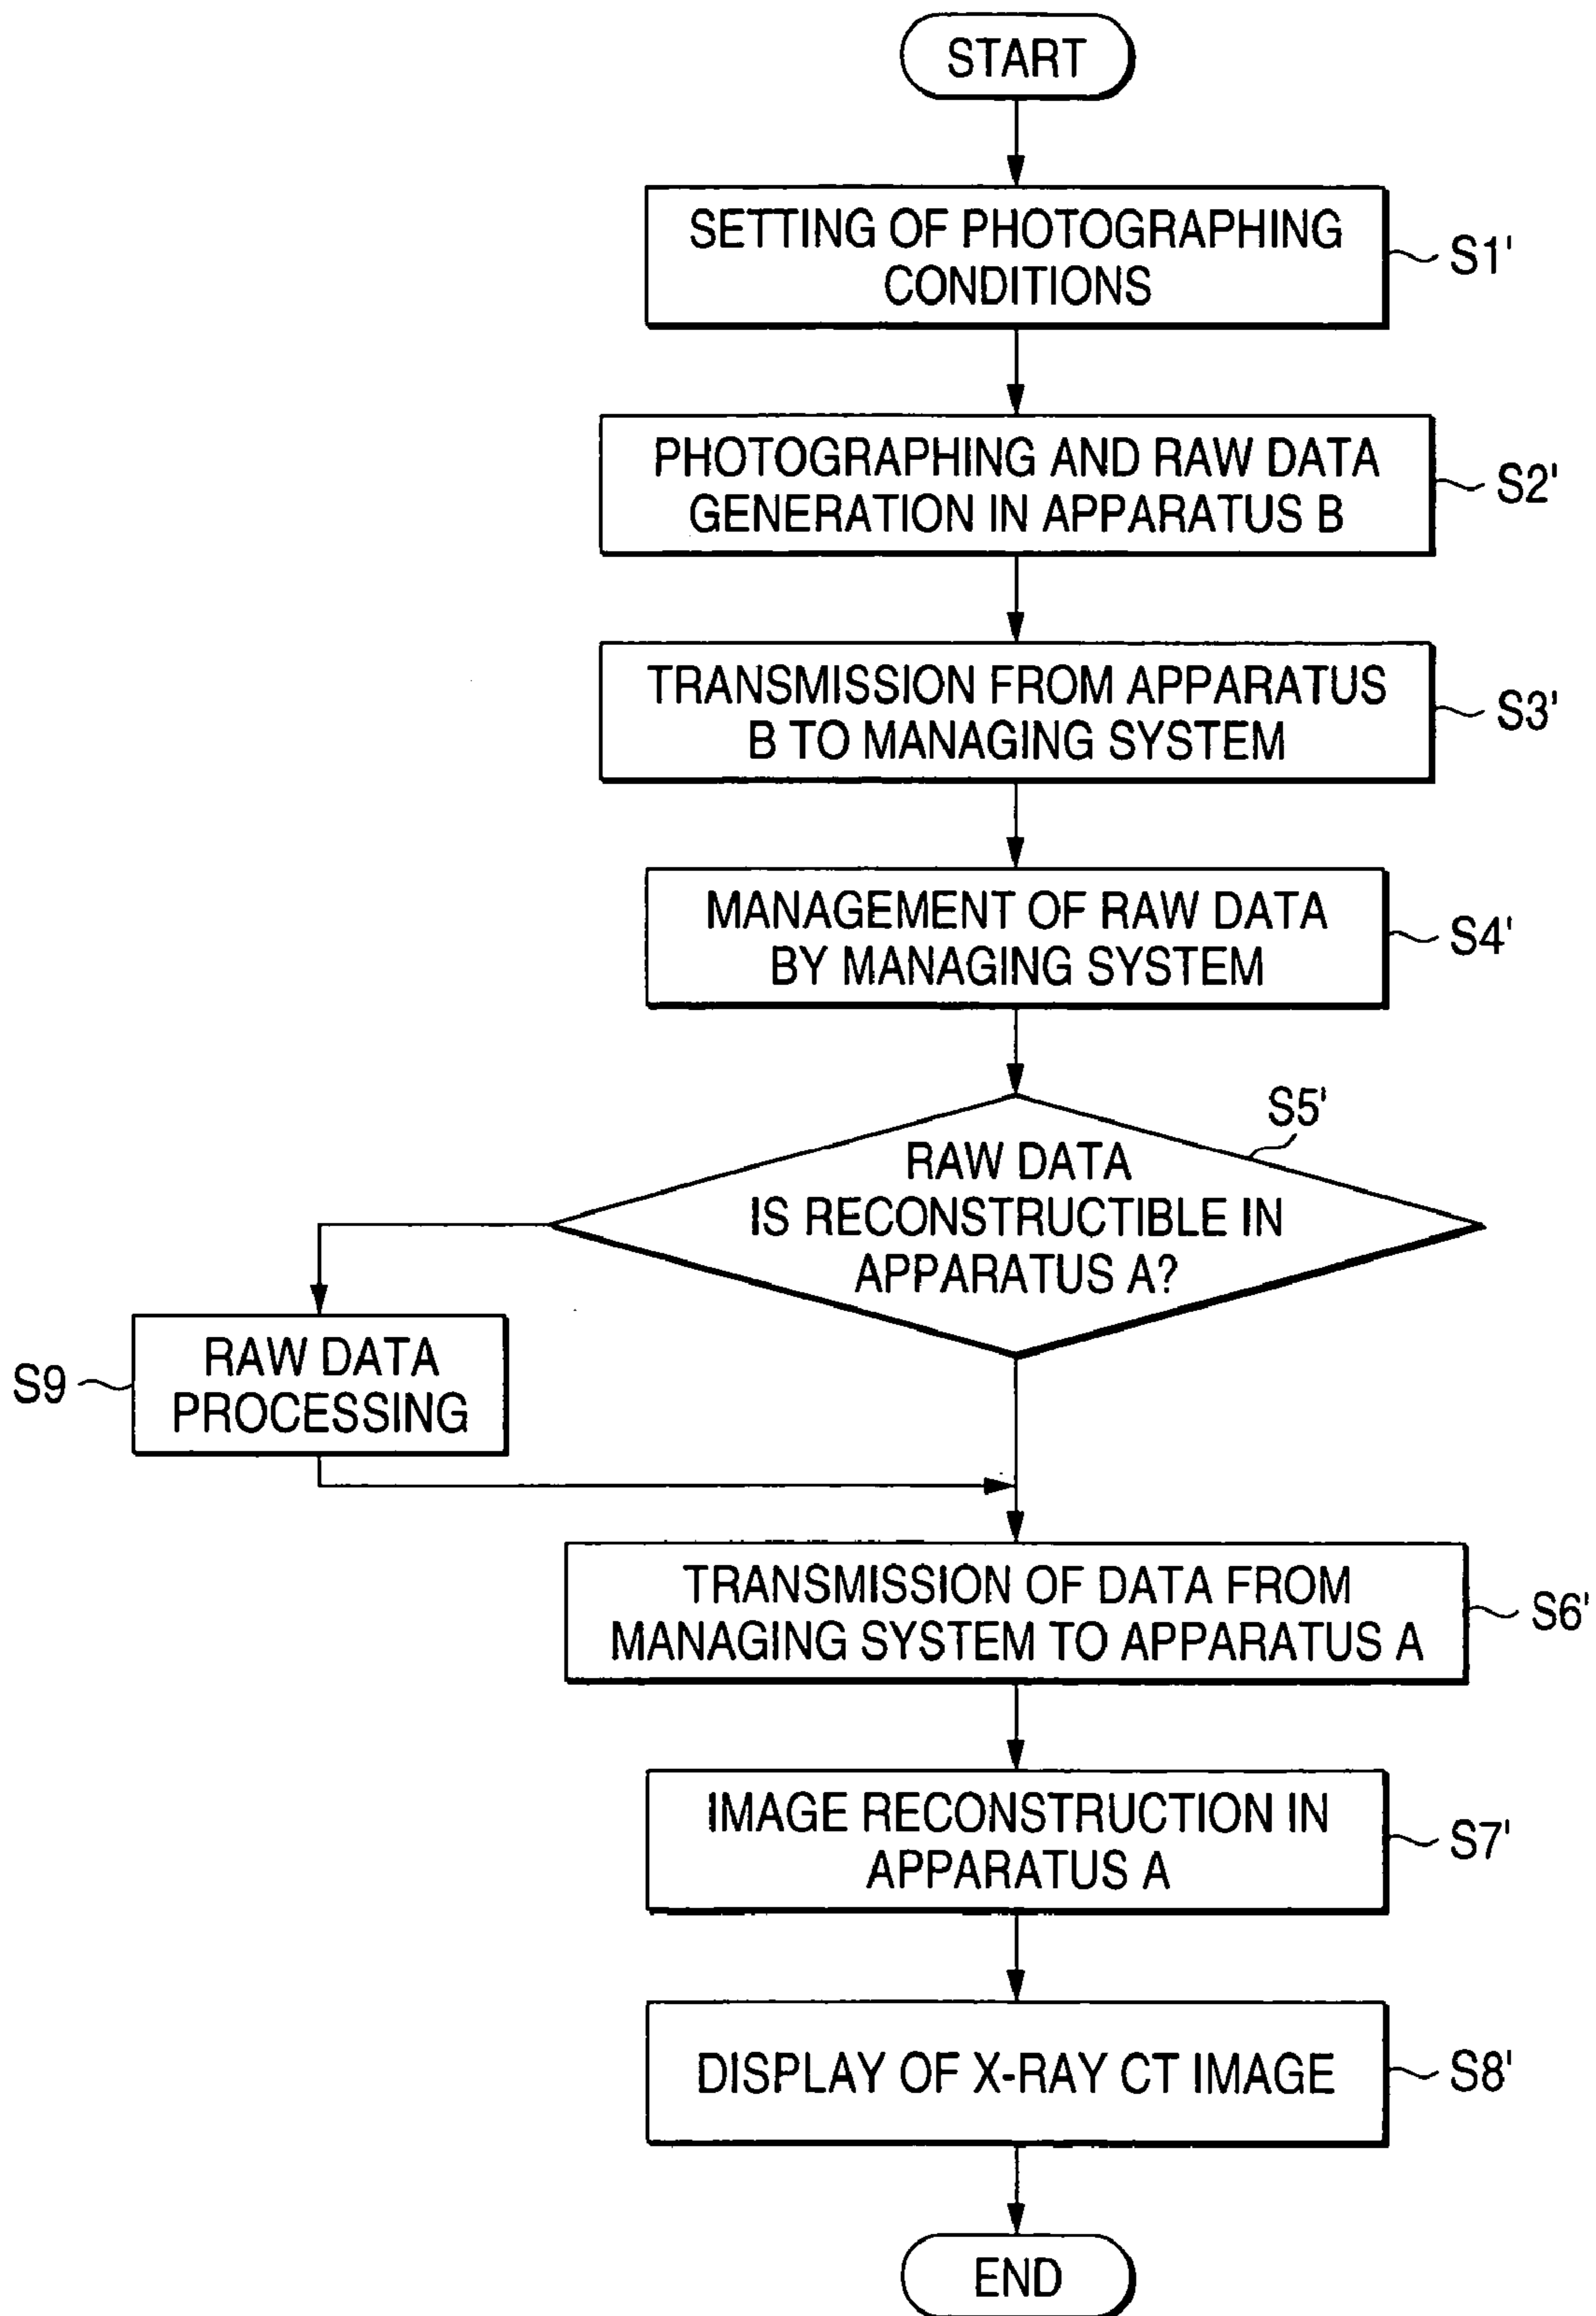 START
SETTING OF PHOTOGRAPHING
CONDITIONS
S1'
PHOTOGRAPHING AND RAW DATA
GENERATION IN APPARATUS B
S2'
TRANSMISSION FROM APPARATUS
B TO MANAGING SYSTEM
S3'
MANAGEMENT OF RAW DATA
BY MANAGING SYSTEM
S4'
S5'
RAW DATA
IS RECONSTRUCTIBLE IN
APPARATUS A?
S9
RAW DATA
PROCESSING
TRANSMISSION OF DATA FROM
MANAGING SYSTEM TO APPARATUS A
S6'
IMAGE RECONSTRUCTION IN
APPARATUS A
S7'
DISPLAY OF X-RAY CT IMAGE
S8'
END